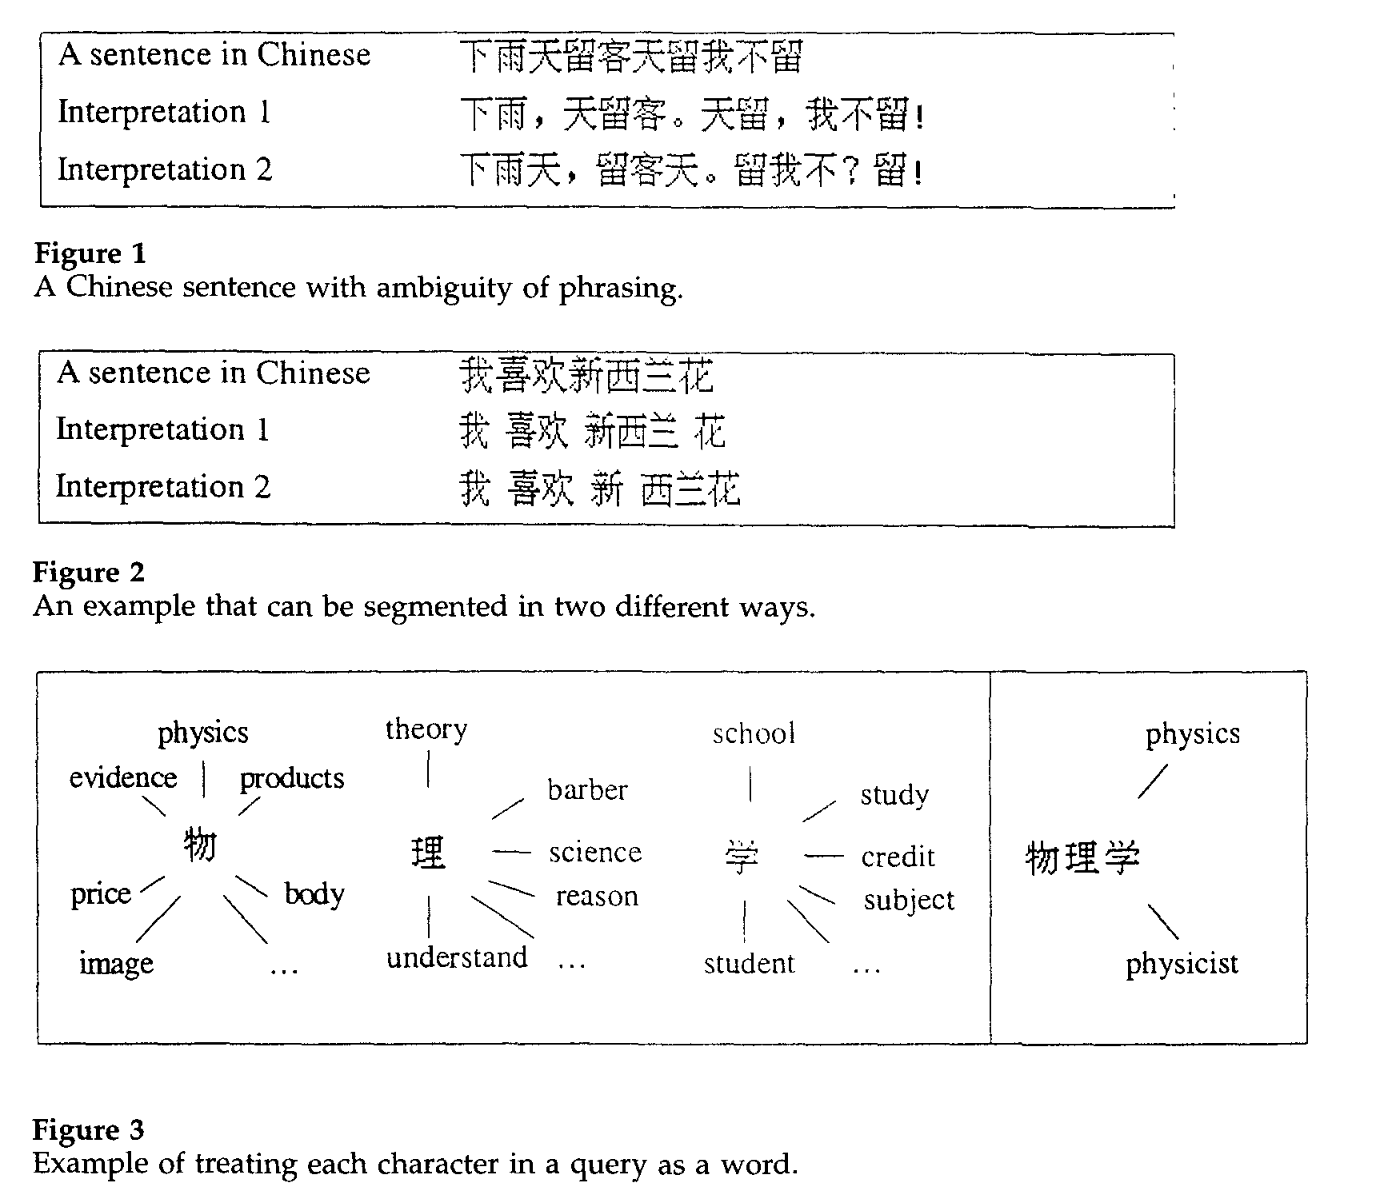 A sentence in Chinese 下雨天留客天留我不留
Interpretation 1 下雨，天留客。天留，我不留!
Interpretation 2 下雨天，留客天。留我不? 留!
Figure 1
A Chinese sentence with ambiguity of phrasing.
A sentence in Chinese 我喜欢新西兰花
Interpretation 1 我 喜欢 新西兰 花
Interpretation 2 我 喜欢 新 西兰花
Figure 2
An example that can be segmented in two different ways.
physics theory school physics
evidence products barber study
物 理 science 学 credit 物理学
price body reason subject
image ... understand ... student ... physicist
Figure 3
Example of treating each character in a query as a word.